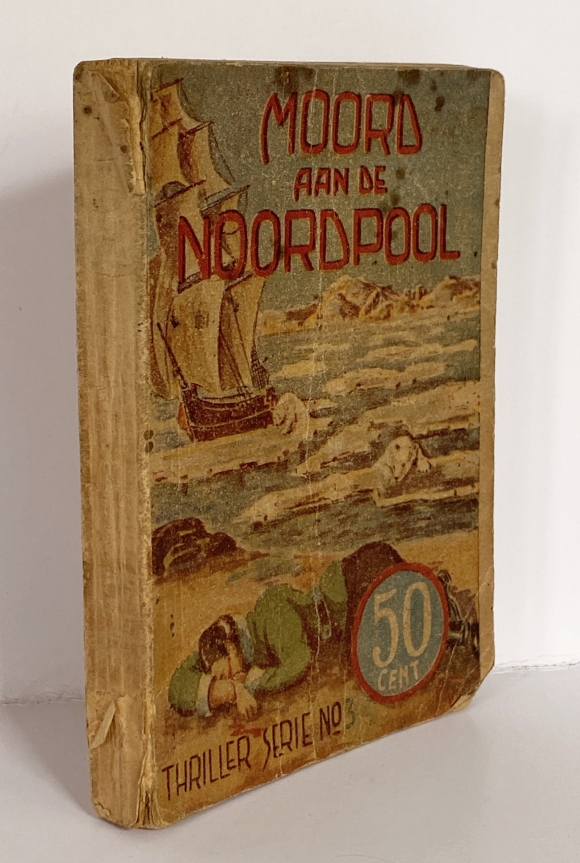 MOORD
AAN DE
NOORDPOOL
50
CENT
THRILLER SERIE NO 3